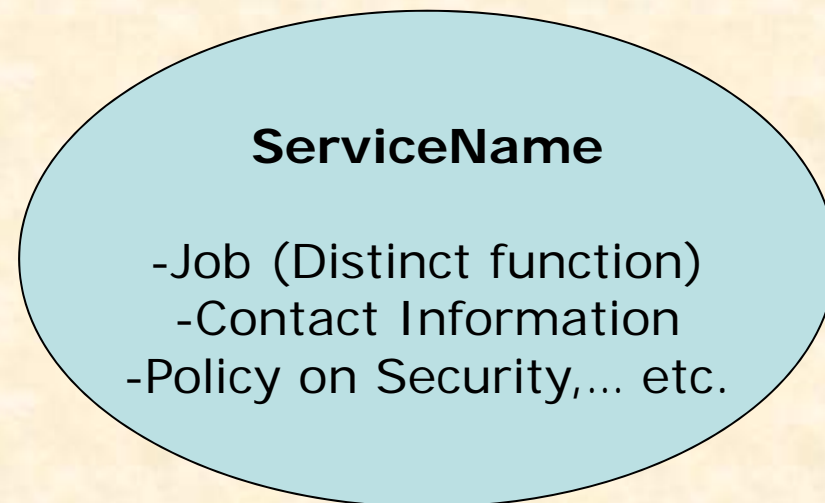 ServiceName
-Job (Distinct function)
-Contact Information
-Policy on Security,... etc.